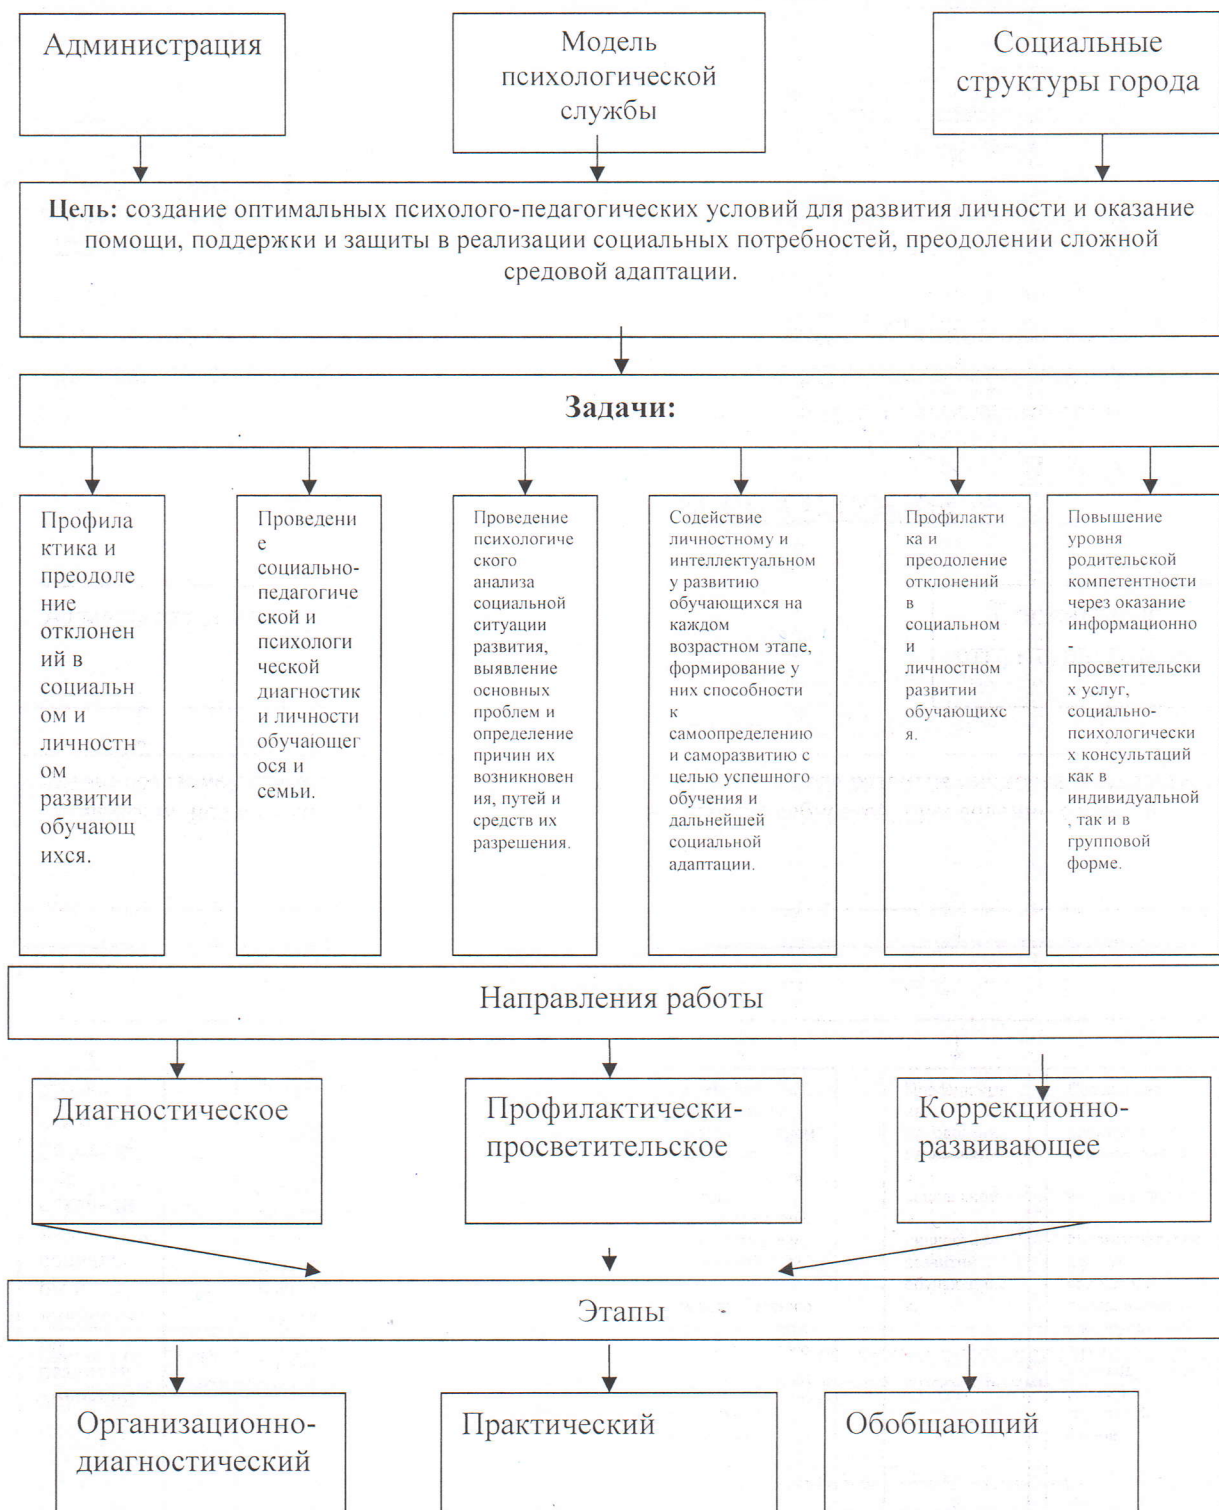 Администрация
Модель
психологической
службы
Социальные
структуры города
Цель: создание оптимальных психолого-педагогических условий для развития личности и оказание
помощи, поддержки и защиты в реализации социальных потребностей, преодолении сложной
средовой адаптации.
Задачи:
Профила
ктика и
преодоле
ние
отклонен
ий в
социальн
ом и
личностн
ом
развитии
обучающ
ихся.
Проведени
е
социально-
педагогиче
ской и
психологи
ческой
диагностик
и личности
обучающег
ося и
семьи.
Проведение
психологиче
ского
анализа
социальной
ситуации
развития,
выявление
основных
проблем и
определение
причин их
возникновен
ия, путей и
средств их
разрешения.
Содействие
личностному и
интеллектуальном
у развитию
обучающихся на
каждом
возрастном этапе,
формирование у
них способности
к
самоопределению
и саморазвитию с
целью успешного
обучения и
дальнейшей
социальной
адаптации.
Профилакти
ка и
преодоление
отклонений
в
социальном
и
личностном
развитии
обучающихс
я.
Повышение
уровня
родительской
компетентности
через оказание
информационно
-
просветительски
х услуг,
социально-
психологически
х консультаций
как в
индивидуальной
, так и в
групповой
форме.
Направления работы
Диагностическое
Профилактически-
просветительское
Коррекционно-
развивающее
Этапы
Организационно-
диагностический
Практический
Обобщающий